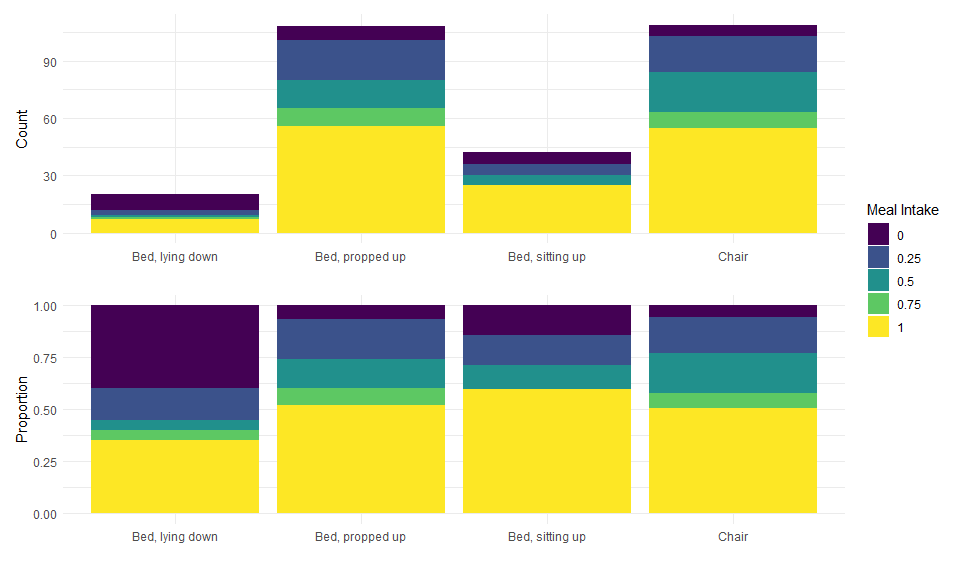 Count
90
60
30
0
Bed, lying down
Bed, propped up
Bed, sitting up
Chair
Proportion
1.00
0.75
0.50
0.25
0.00
Bed, lying down
Bed, propped up
Bed, sitting up
Chair
Meal Intake
0
0.25
0.5
0.75
1